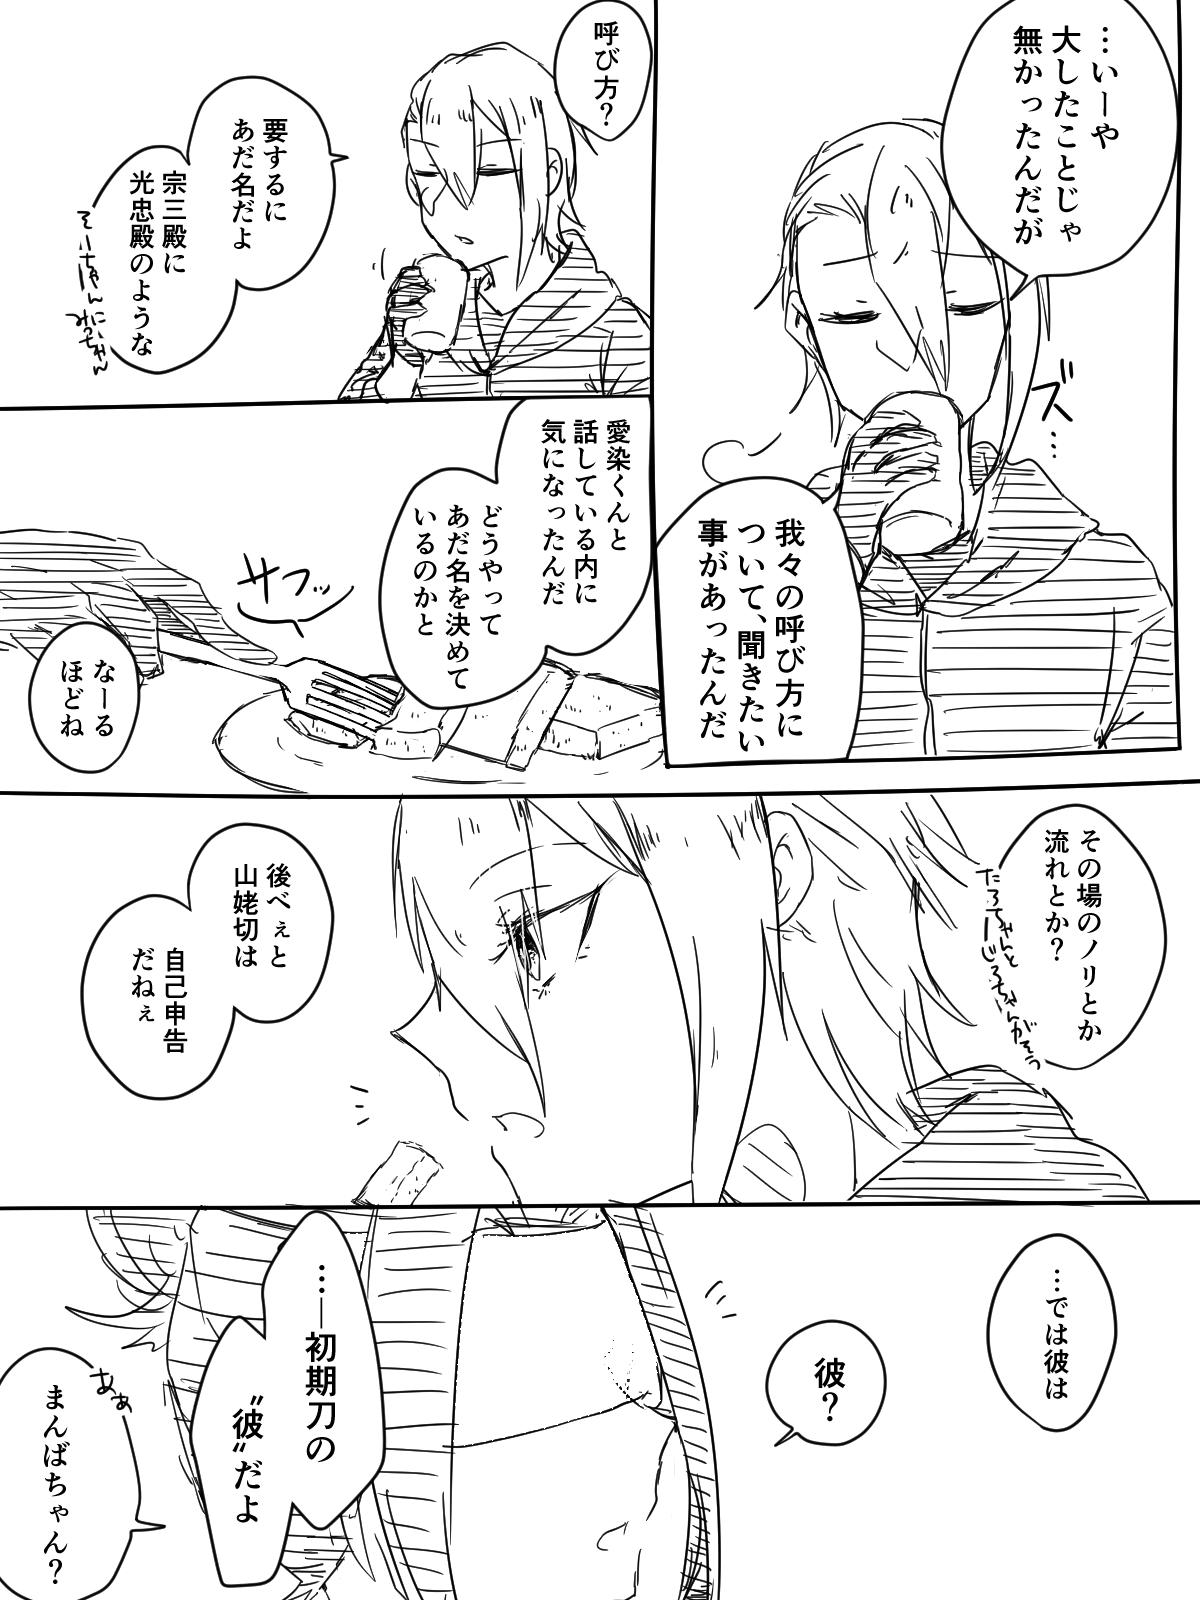 …いーや
大したことじゃ
無かったんだが
ズ…
我々の呼び方に
ついて、聞きたい
事があったんだ
呼び方?
要するに
あだ名だよ
宗三殿に
光忠殿のような
そーちゃんに
みっちゃん
愛染くんと
話している内に
気になったんだ
どうやって
あだ名を決めて
いるのかと
サフッ
なーる
ほどね
その場のノリとか
流れとか?
たろちゃんと
じろちゃんがそう
後べぇと
山姥切は
自己申告
だねぇ
…では彼は
彼?
…―初期刀の
〝彼〟だよ
あぁ
まんばちゃん?